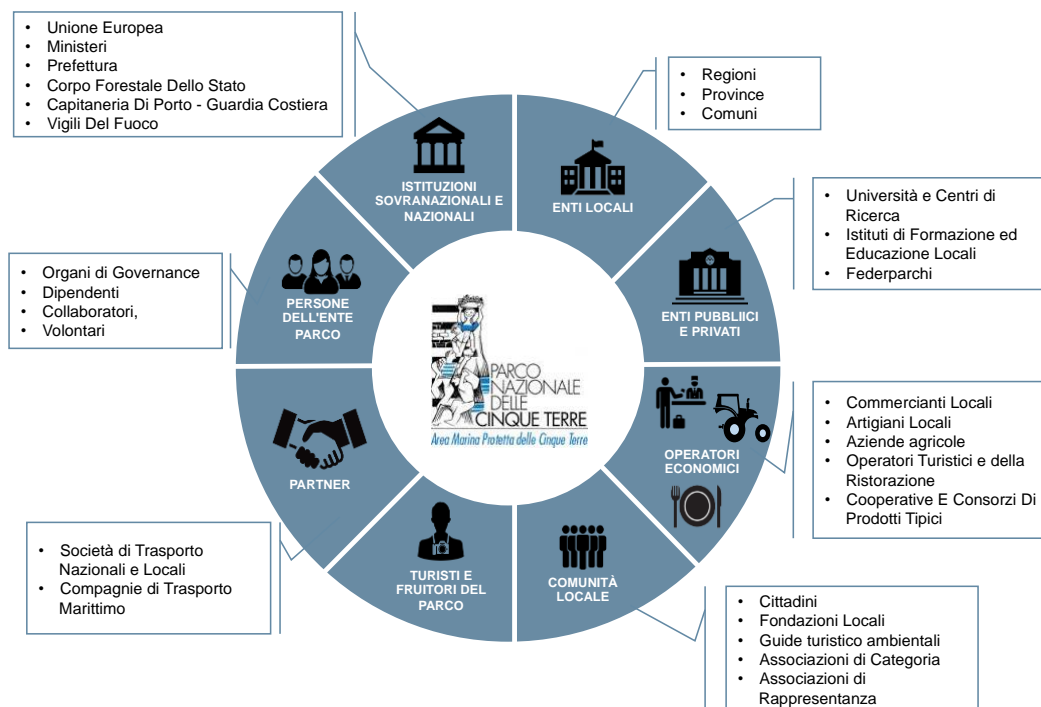 • Unione Europea
• Ministeri
• Prefettura
• Corpo Forestale Dello Stato
• Capitaneria Di Porto - Guardia Costiera
• Vigili Del Fuoco
• Regioni
• Province
• Comuni
ISTITUZIONI
SOVRANAZIONALI E
NAZIONALI
ENTI LOCALI
• Università e Centri di
Ricerca
• Istituti di Formazione ed
Educazione Locali
• Federparchi
• Organi di Governance
• Dipendenti
• Collaboratori,
• Volontari
PERSONE
DELL'ENTE
PARCO
ENTI PUBBLIICI
E PRIVATI
PARCO
NAZIONALE
DELLE
CINQUE TERRE
Area Marina Protetta delle Cinque Terre
• Commercianti Locali
• Artigiani Locali
• Aziende agricole
• Operatori Turistici e della
Ristorazione
• Cooperative E Consorzi Di
Prodotti Tipici
OPERATORI
ECONOMICI
PARTNER
• Società di Trasporto
Nazionali e Locali
• Compagnie di Trasporto
Marittimo
TURISTI E
FRUITORI DEL
PARCO
COMUNITÀ
LOCALE
• Cittadini
• Fondazioni Locali
• Guide turistico ambientali
• Associazioni di Categoria
• Associazioni di
Rappresentanza